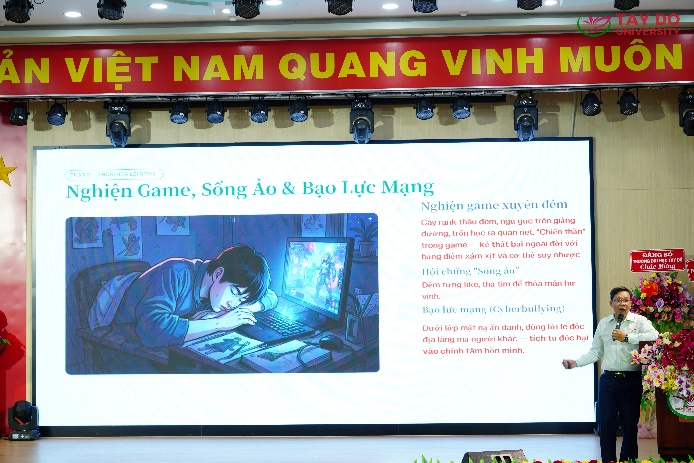 TAY DO
UNIVERSITY
ẢN VIỆT NAM QUANG VINH MUÔN
Nghiện Game, Sống Ảo & Bạo Lực Mạng
Nghiện game xuyên đêm
Cày rank thâu đêm, ngủ gục trên giảng
đường, trốn học ra quán net. "Chiến thần"
trong game — kẻ thất bại ngoài đời với
bảng điểm xám xịt và cơ thể suy nhược.
Hội chứng "Sống ảo"
Đếm từng like, thả tim để thỏa mãn hư
vinh.
Bạo lực mạng (Cyberbullying)
Dưới lớp mặt nạ ẩn danh, dùng lời lẽ độc
địa lăng mạ người khác — tích tụ độc hại
vào chính tâm hồn mình.
ĐẢNG BỘ
TRƯỜNG ĐẠI HỌC TÂY ĐÔ
Chúc Mừng